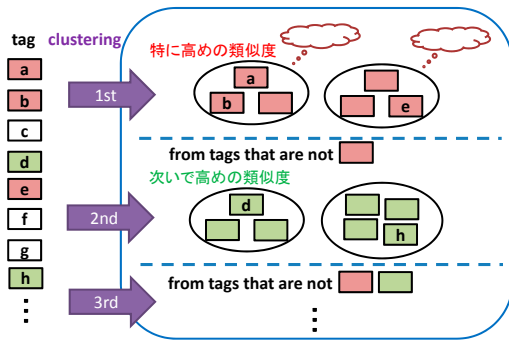 tag clustering
特に高めの類似度
a
a
b
1st
b
e
c
from tags that are not
d
次いで高めの類似度
e
d
2nd
f
h
g
h
from tags that are not
3rd